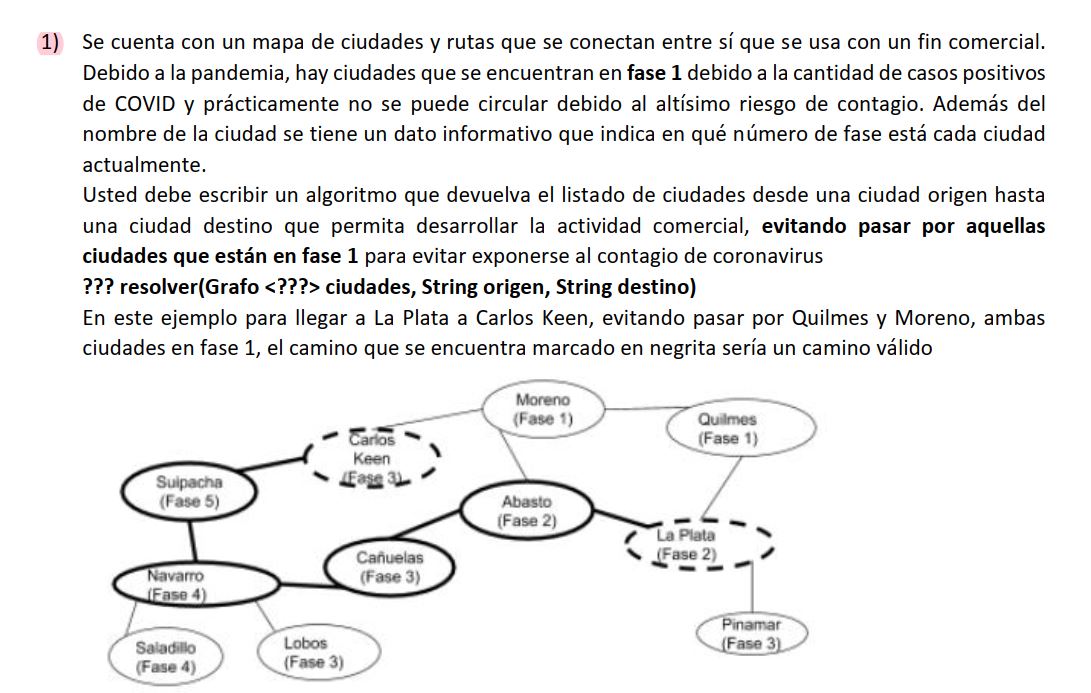 1) Se cuenta con un mapa de ciudades y rutas que se conectan entre sí que se usa con un fin comercial.
Debido a la pandemia, hay ciudades que se encuentran en fase 1 debido a la cantidad de casos positivos
de COVID y prácticamente no se puede circular debido al altísimo riesgo de contagio. Además del
nombre de la ciudad se tiene un dato informativo que indica en qué número de fase está cada ciudad
actualmente.
Usted debe escribir un algoritmo que devuelva el listado de ciudades desde una ciudad origen hasta
una ciudad destino que permita desarrollar la actividad comercial, evitando pasar por aquellas
ciudades que están en fase 1 para evitar exponerse al contagio de coronavirus
??? resolver(Grafo <???> ciudades, String origen, String destino)
En este ejemplo para llegar a La Plata a Carlos Keen, evitando pasar por Quilmes y Moreno, ambas
ciudades en fase 1, el camino que se encuentra marcado en negrita sería un camino válido
Moreno
(Fase 1)
Quilmes
(Fase 1)
Carlos
Keen
(Fase 3)
Suipacha
(Fase 5)
Abasto
(Fase 2)
La Plata
(Fase 2)
Cañuelas
(Fase 3)
Navarro
(Fase 4)
Pinamar
(Fase 3)
Saladillo
(Fase 4)
Lobos
(Fase 3)